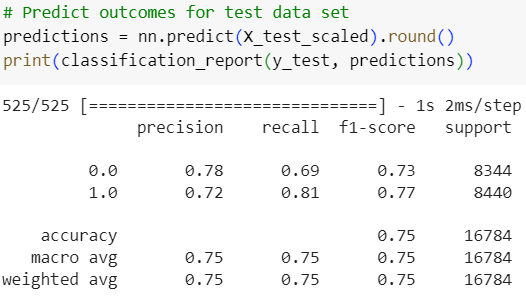 # Predict outcomes for test data set
predictions = nn.predict(X_test_scaled).round()
print(classification_report(y_test, predictions))
525/525 [==============================] - 1s 2ms/step
precision recall f1-score support
0.0 0.78 0.69 0.73 8344
1.0 0.72 0.81 0.77 8440
accuracy 0.75 16784
macro avg 0.75 0.75 0.75 16784
weighted avg 0.75 0.75 0.75 16784